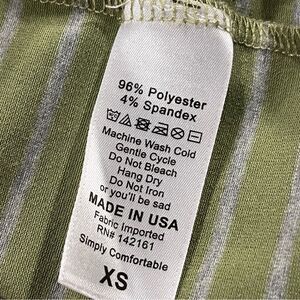 96% Polyester
4% Spandex
Machine Wash Cold
Gentle Cycle
Do Not Bleach
Hang Dry
Do Not Iron
or you'll be sad
MADE IN USA
Fabric Imported
RN# 142161
Simply Comfortable
XS